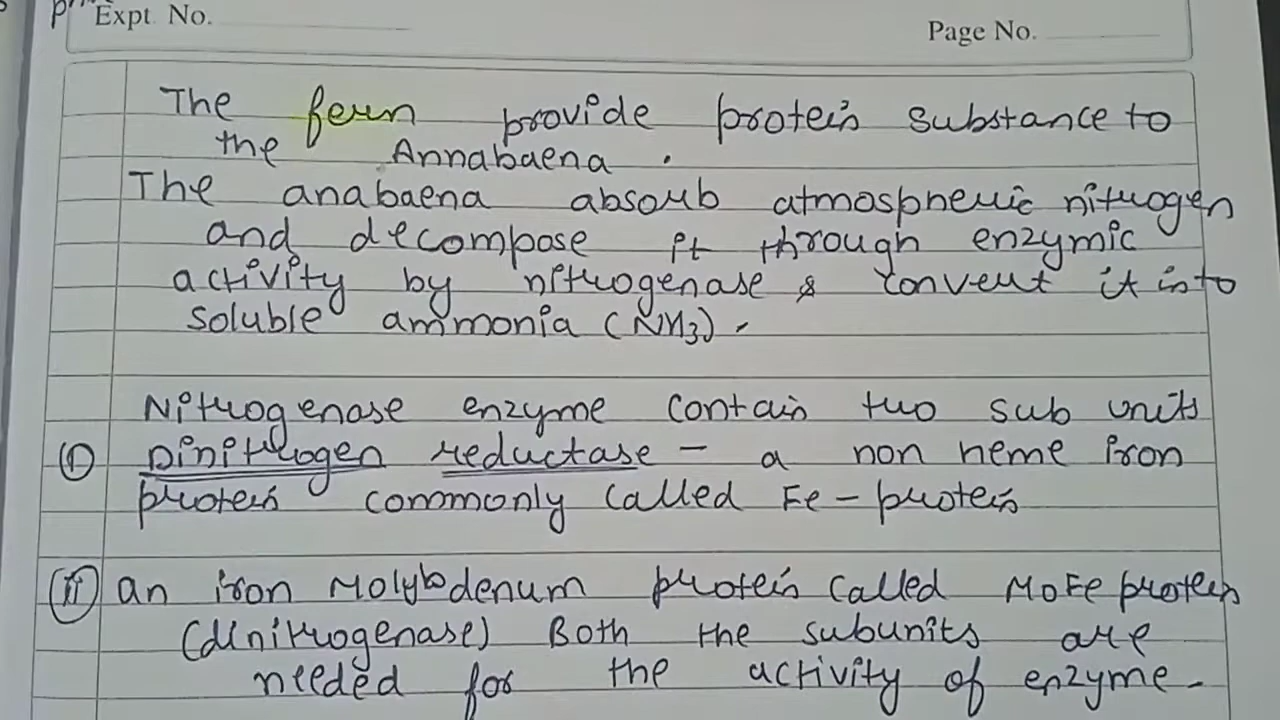 Expt. No.
Page No.
The fern provide protein substance to
the Annabaena.
The anabaena absorb atmospheric nitrogen
and decompose it through enzymic
activity by nitrogenase & convert it into
soluble ammonia (NH3).
Nitrogenase enzyme contain two sub units
(i) Dinitrogen reductase - a non heme iron
protein commonly called Fe - protein
(ii) an iron Molybdenum protein called MoFe protein
(dinitrogenase) Both the subunits are
needed for the activity of enzyme.